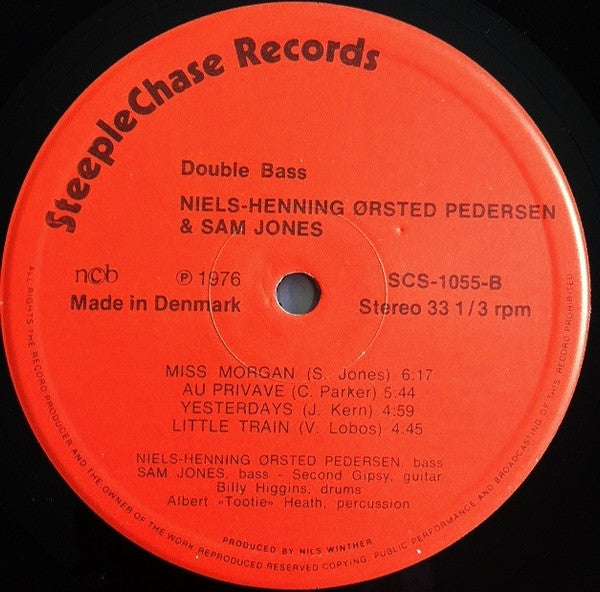 SteepleChase Records
Double Bass
NIELS-HENNING ØRSTED PEDERSEN
& SAM JONES
ncb ℗ 1976 SCS-1055-B
Made in Denmark Stereo 33 1/3 rpm
MISS MORGAN (S. Jones) 6:17
AU PRIVAVE (C. Parker) 5:44
YESTERDAYS (J. Kern) 4:59
LITTLE TRAIN (V. Lobos) 4:45
NIELS-HENNING ØRSTED PEDERSEN, bass
SAM JONES, bass - Second Gipsy, guitar
Billy Higgins, drums
Albert «Tootie» Heath, percussion
PRODUCED BY NILS WINTHER
ALL RIGHTS THE RECORD PRODUCER AND THE OWNER OF THE WORK REPRODUCED RESERVED COPYING, PUBLIC PERFORMANCE AND BROADCASTING OF THIS RECORD PROHIBITED